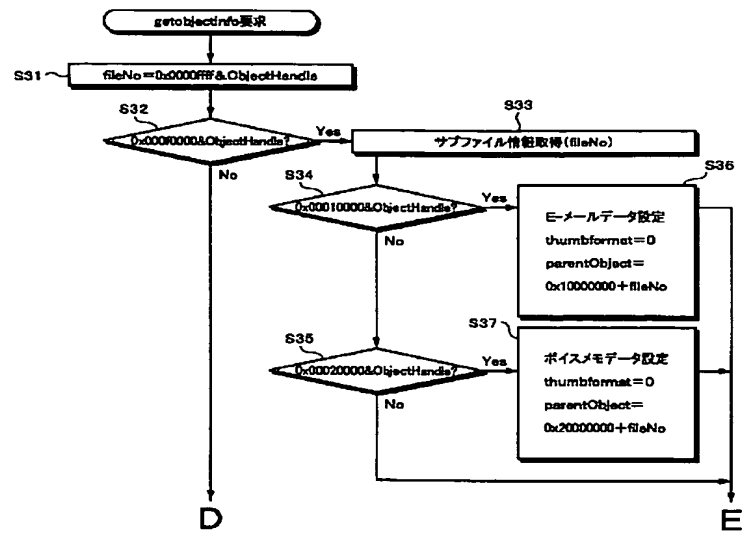 getobjectinfo要求
S31
fileNo=0x0000ffff&ObjectHandle
S32
0x000f0000&ObjectHandle?
Yes
No
S33
サブファイル情報取得(fileNo)
S34
0x00010000&ObjectHandle?
Yes
No
S36
E-メールデータ設定
thumbformat=0
parentObject=
0x10000000+fileNo
S35
0x00020000&ObjectHandle?
Yes
No
S37
ボイスメモデータ設定
thumbformat=0
parentObject=
0x20000000+fileNo
D
E